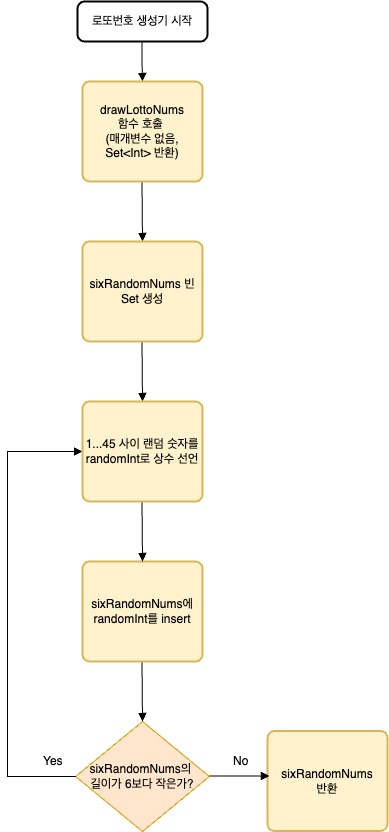 로또번호 생성기 시작
drawLottoNums
함수 호출
(매개변수 없음,
Set<Int> 반환)
sixRandomNums 빈
Set 생성
1...45 사이 랜덤 숫자를
randomInt로 상수 선언
sixRandomNums에
randomInt를 insert
sixRandomNums의
길이가 6보다 작은가?
Yes
No
sixRandomNums
반환